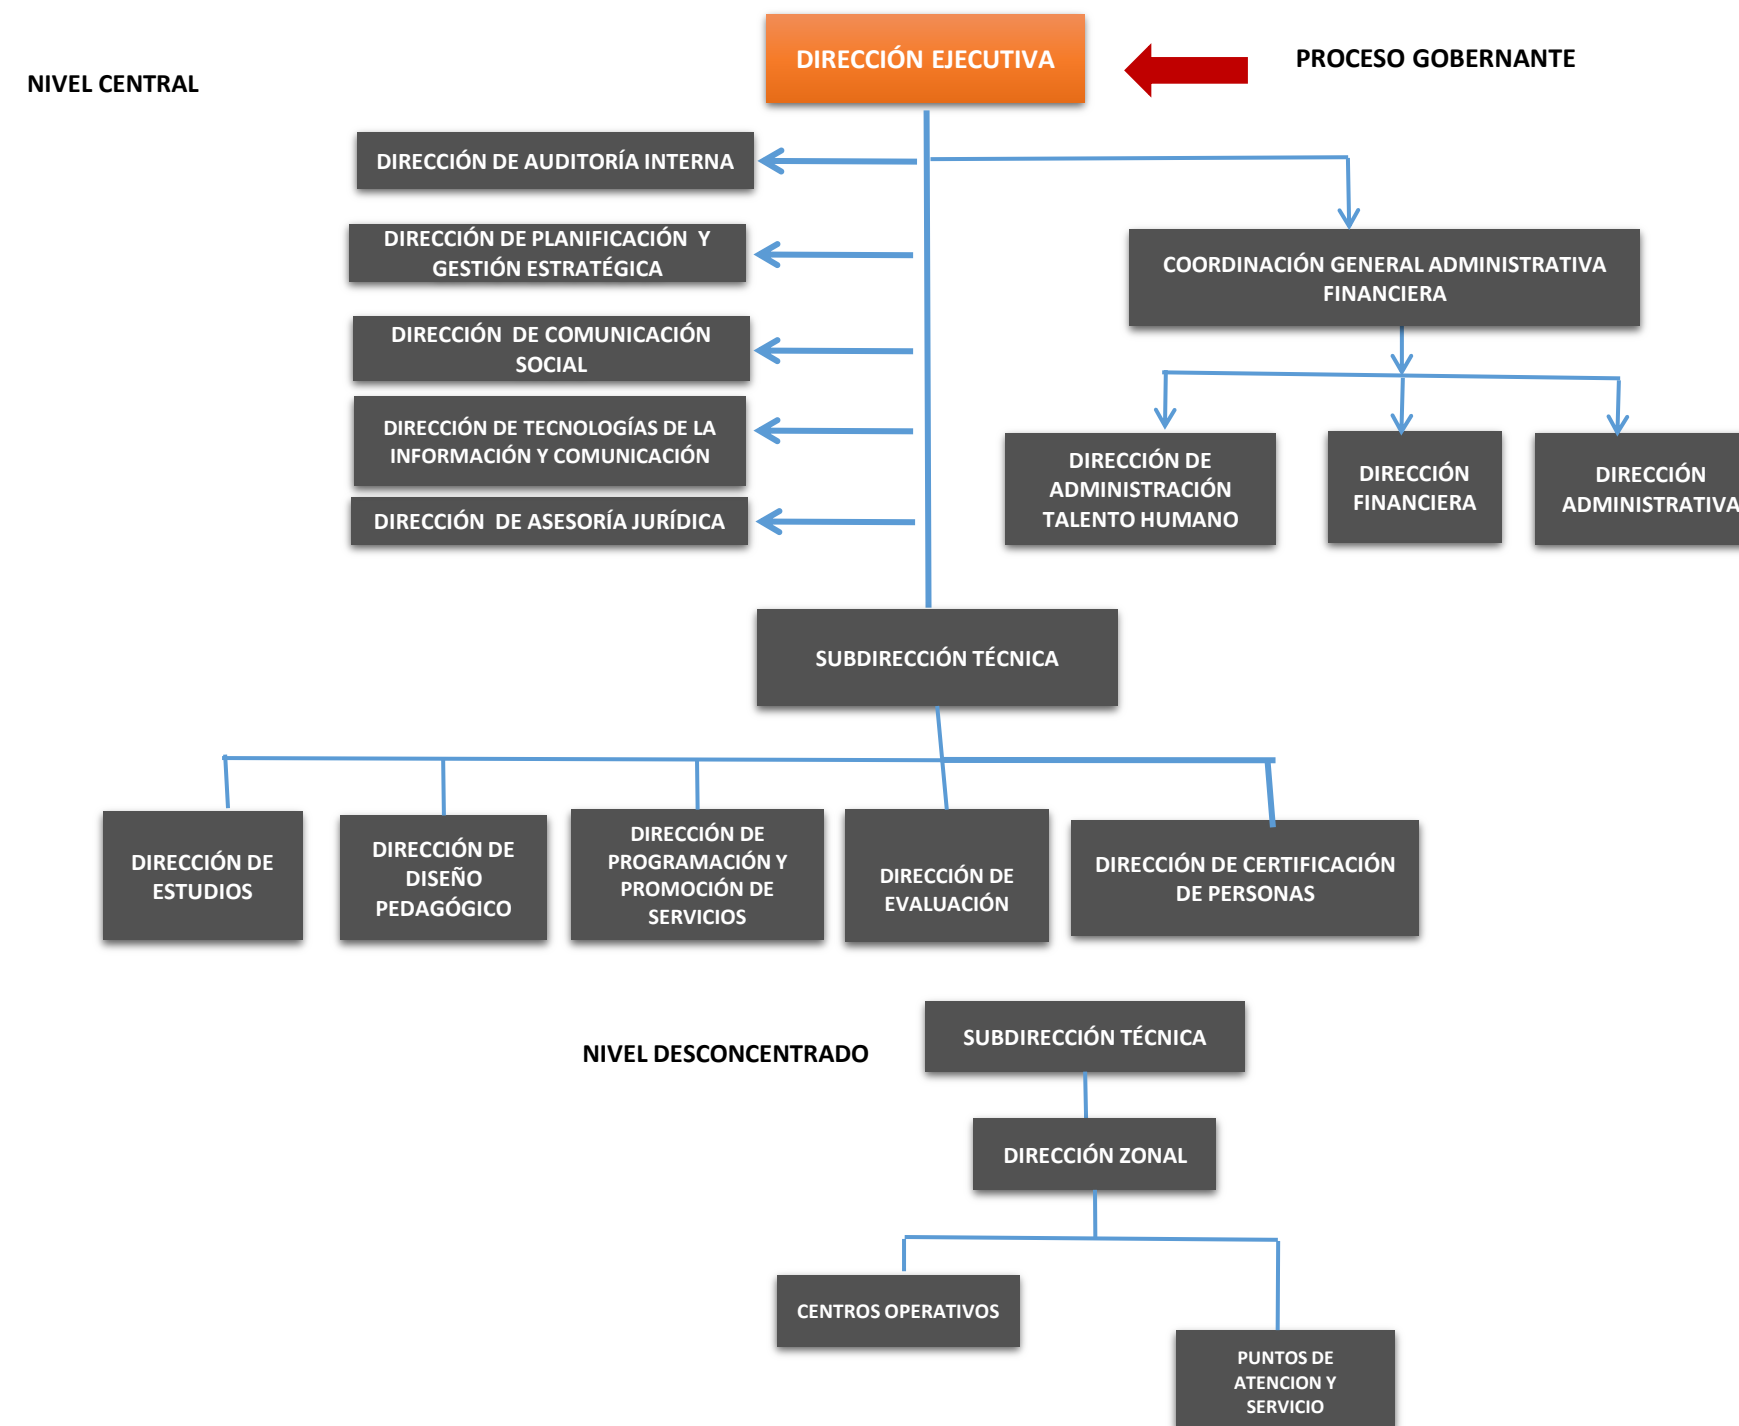 DIRECCIÓN EJECUTIVA
PROCESO GOBERNANTE
NIVEL CENTRAL
DIRECCIÓN DE AUDITORÍA INTERNA
DIRECCIÓN DE PLANIFICACIÓN Y
GESTIÓN ESTRATÉGICA
COORDINACIÓN GENERAL ADMINISTRATIVA
FINANCIERA
DIRECCIÓN DE COMUNICACIÓN
SOCIAL
DIRECCIÓN DE TECNOLOGÍAS DE LA
INFORMACIÓN Y COMUNICACIÓN
DIRECCIÓN DE ASESORÍA JURÍDICA
DIRECCIÓN DE
ADMINISTRACIÓN
TALENTO HUMANO
DIRECCIÓN
FINANCIERA
DIRECCIÓN
ADMINISTRATIVA
SUBDIRECCIÓN TÉCNICA
DIRECCIÓN DE
ESTUDIOS
DIRECCIÓN DE
DISEÑO
PEDAGÓGICO
DIRECCIÓN DE
PROGRAMACIÓN Y
PROMOCIÓN DE
SERVICIOS
DIRECCIÓN DE
EVALUACIÓN
DIRECCIÓN DE CERTIFICACIÓN
DE PERSONAS
NIVEL DESCONCENTRADO
SUBDIRECCIÓN TÉCNICA
DIRECCIÓN ZONAL
CENTROS OPERATIVOS
PUNTOS DE
ATENCION Y
SERVICIO